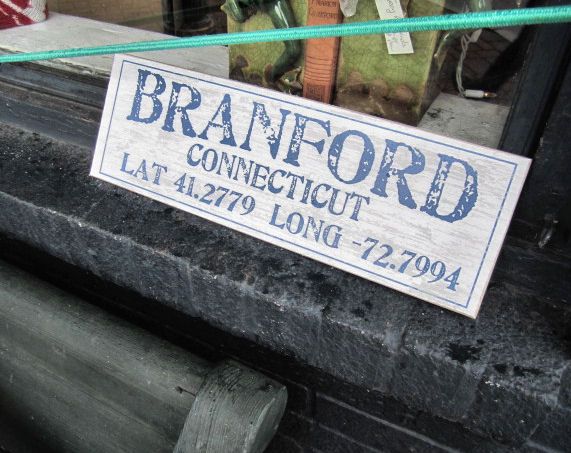 BRANFORD
CONNECTICUT
LAT 41.2779 LONG -72.7994